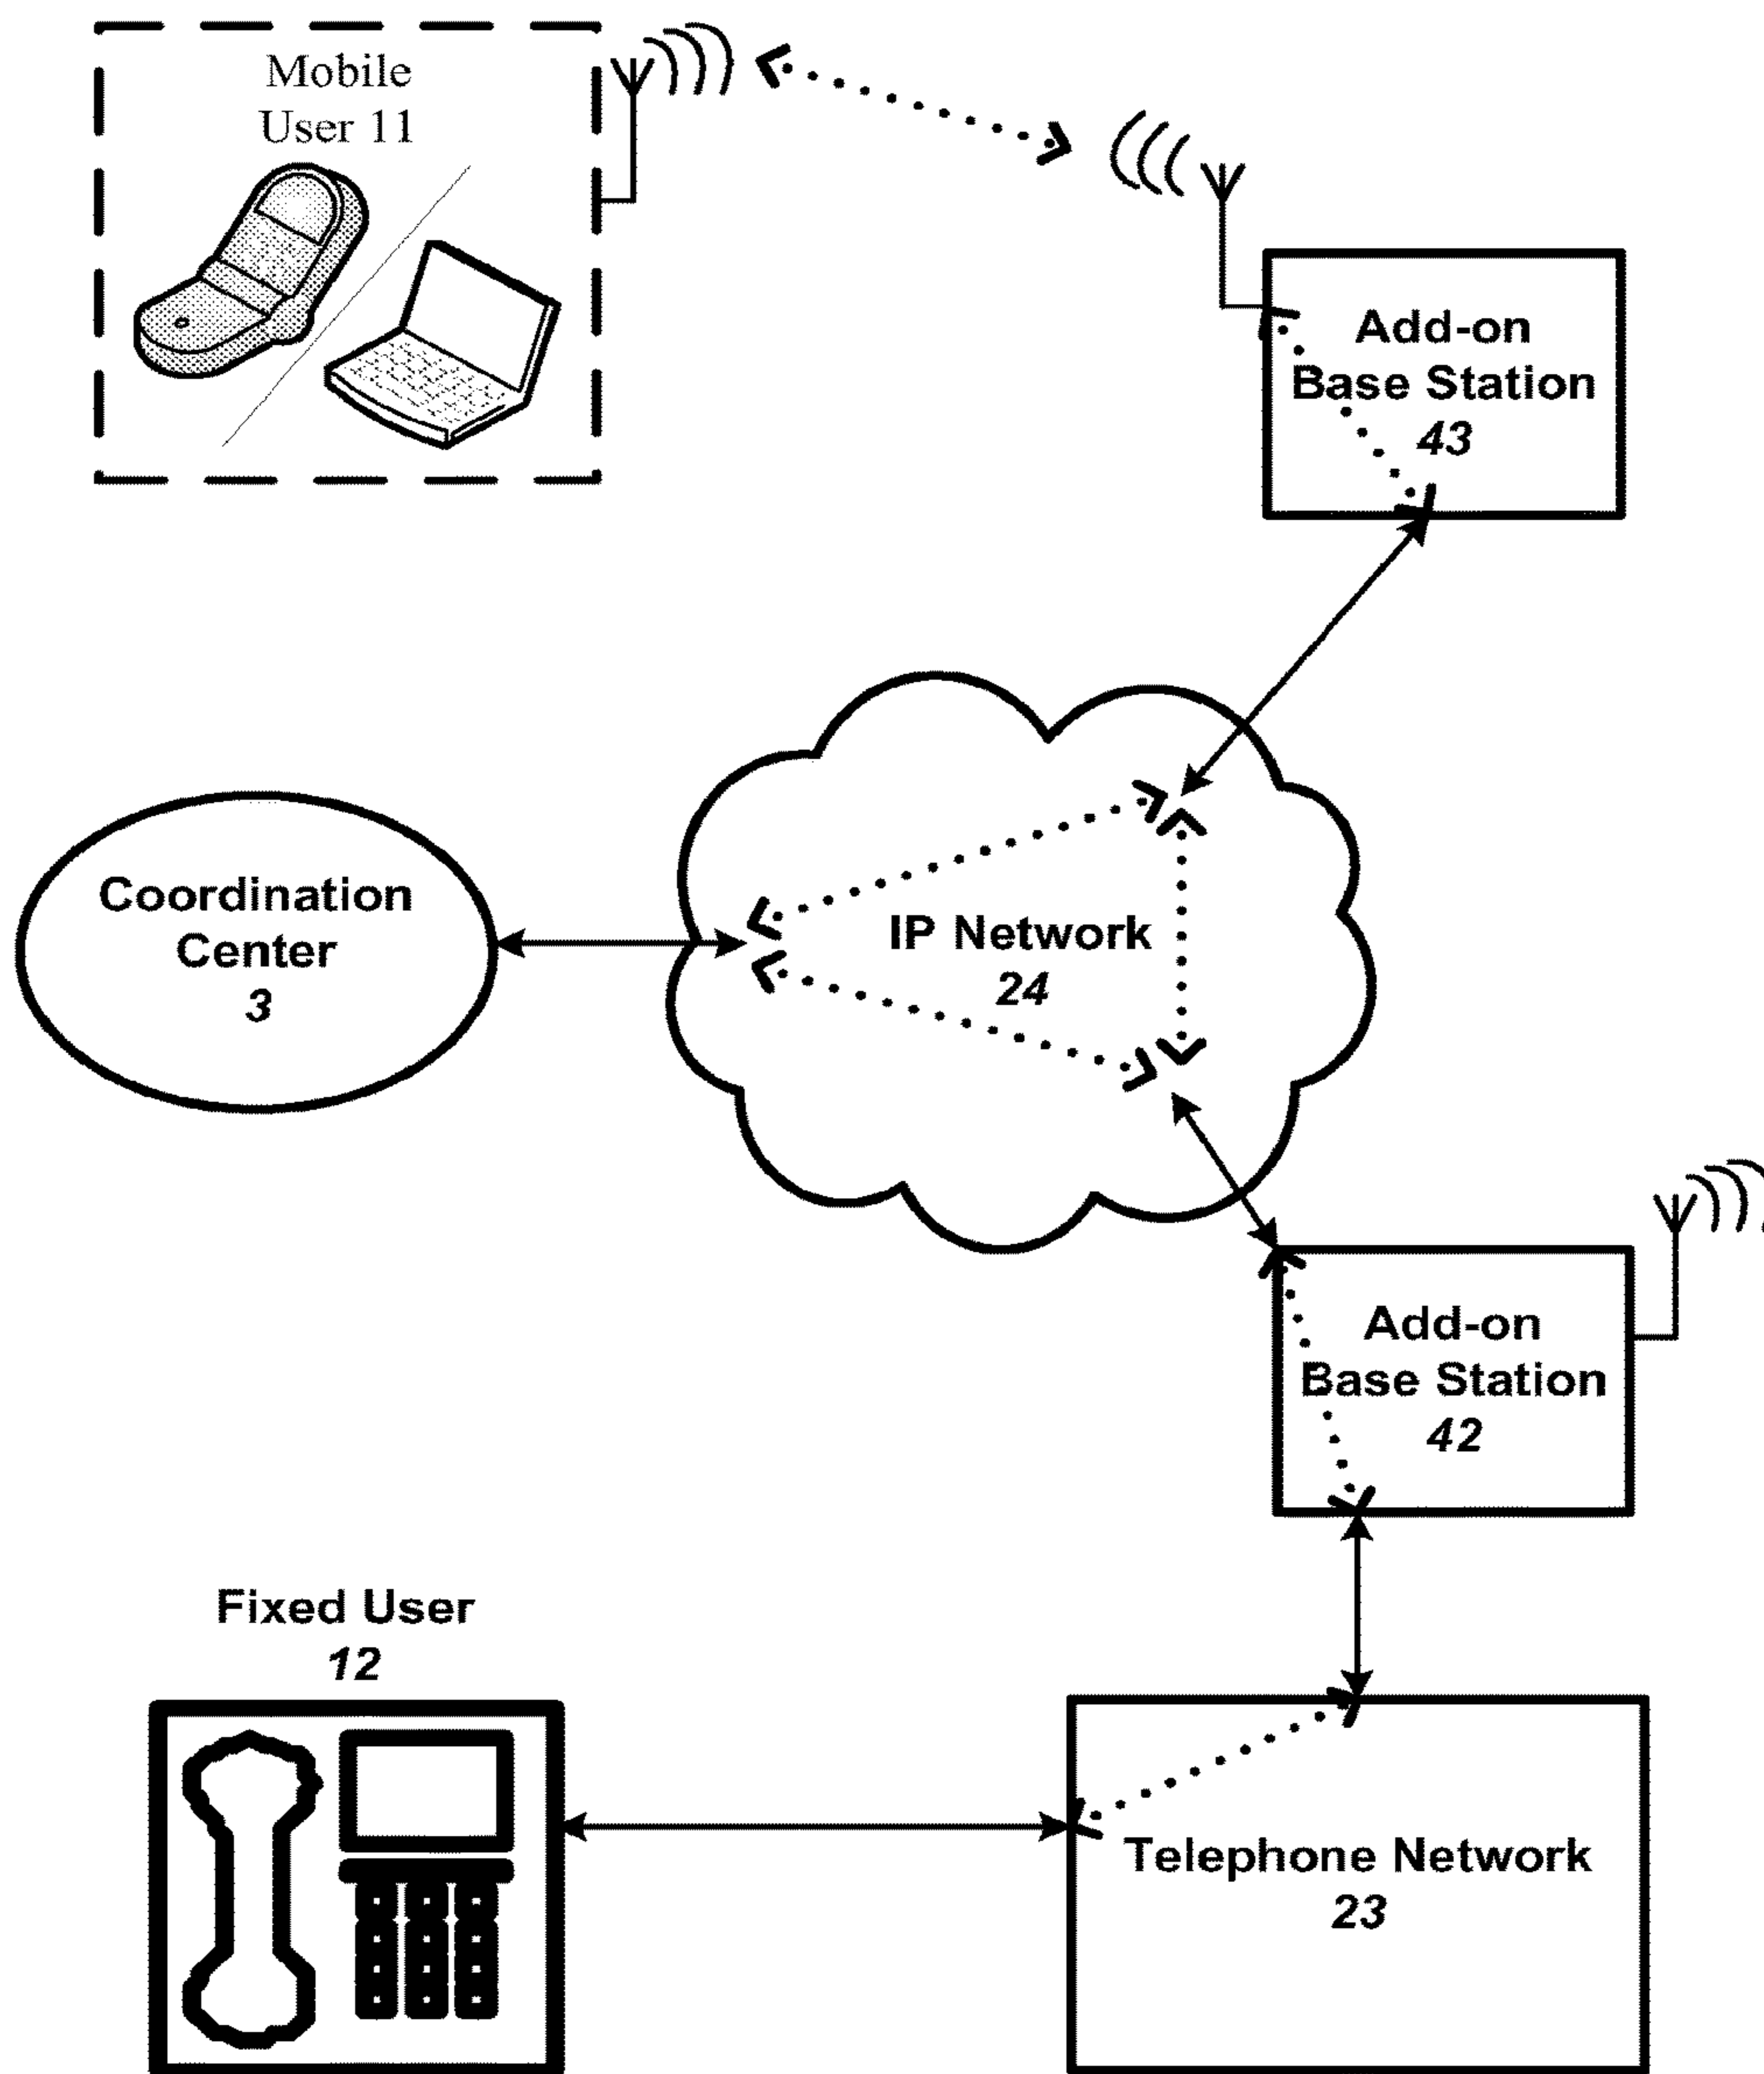 Mobile
User 11
Add-on
Base Station
43
Coordination
Center
3
IP Network
24
Add-on
Base Station
42
Fixed User
12
Telephone Network
23